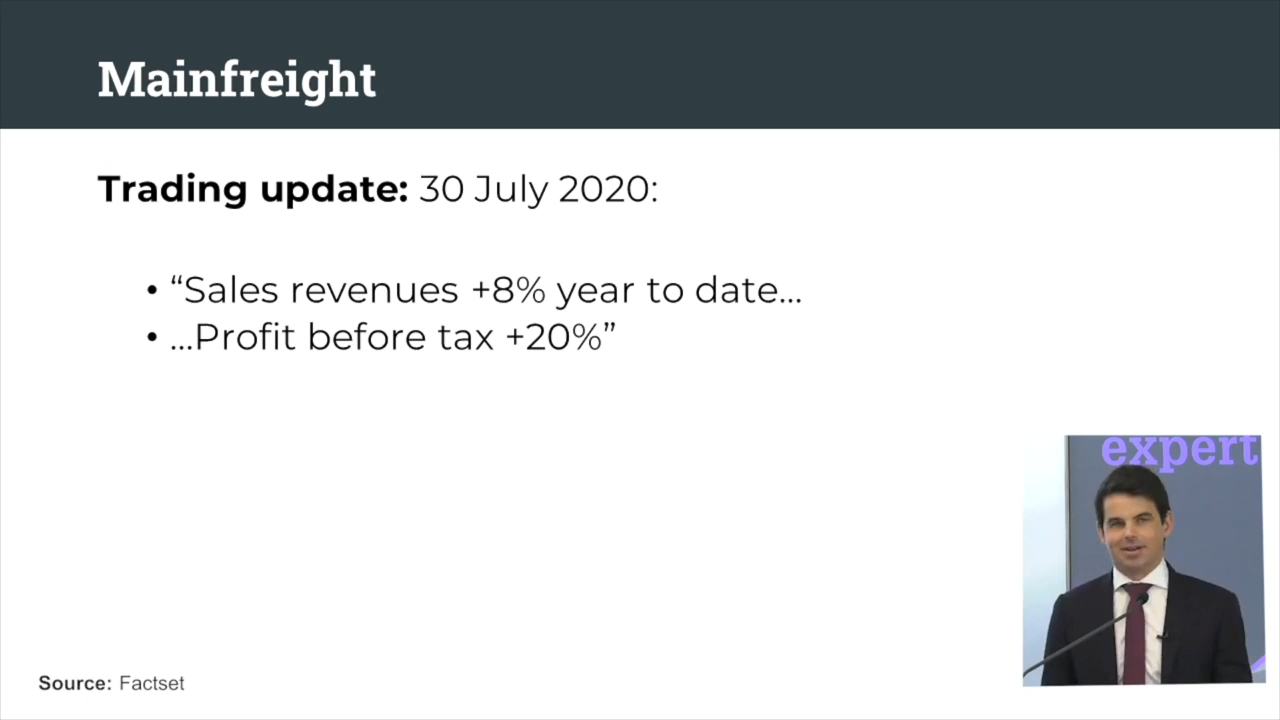 Mainfreight
Trading update: 30 July 2020:
• “Sales revenues +8% year to date...
• ...Profit before tax +20%”
expert
Source: Factset